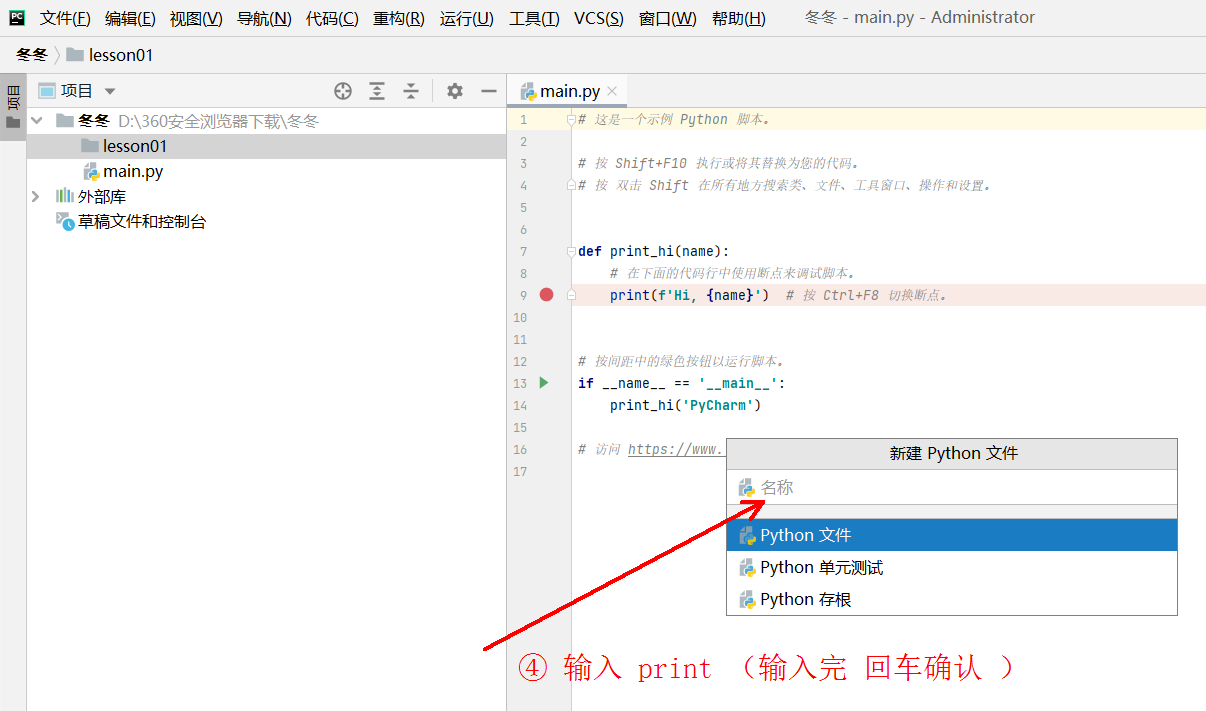 PC 文件(F) 编辑(E) 视图(V) 导航(N) 代码(C) 重构(R) 运行(U) 工具(T) VCS(S) 窗口(W) 帮助(H) 冬冬 - main.py - Administrator
冬冬 lesson01
项目
项目
main.py
冬冬 D:\360安全浏览器下载\冬冬
lesson01
main.py
外部库
草稿文件和控制台
1 # 这是一个示例 Python 脚本。
2
3 # 按 Shift+F10 执行或将其替换为您的代码。
4 # 按 双击 Shift 在所有地方搜索类、文件、工具窗口、操作和设置。
5
6
7 def print_hi(name):
8 # 在下面的代码行中使用断点来调试脚本。
9 print(f'Hi, {name}') # 按 Ctrl+F8 切换断点。
10
11
12 # 按间距中的绿色按钮以运行脚本。
13 if __name__ == '__main__':
14 print_hi('PyCharm')
15
16 # 访问 https://www.
17
新建 Python 文件
名称
Python 文件
Python 单元测试
Python 存根
④ 输入 print （输入完 回车确认 ）